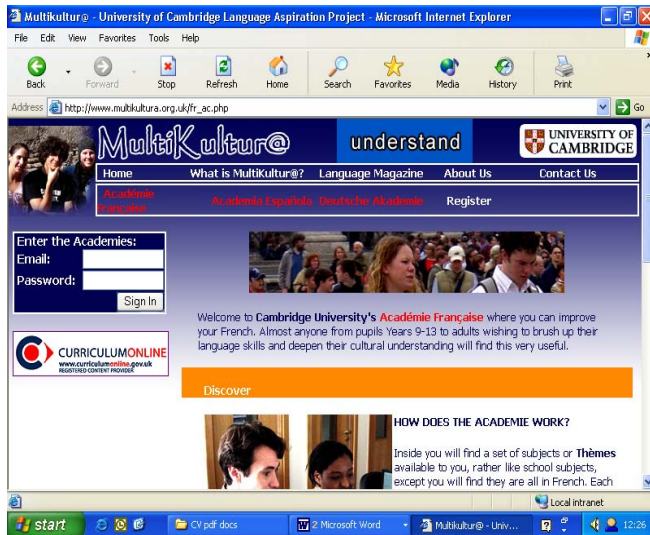 Multikultur@ - University of Cambridge Language Aspiration Project - Microsoft Internet Explorer
File Edit View Favorites Tools Help
Back Forward Stop Refresh Home Search Favorites Media History Print
Address http://www.multikultura.org.uk/fr_ac.php Go
MultiKultur@ understand UNIVERSITY OF
CAMBRIDGE
Home What is MultiKultur@? Language Magazine About Us Contact Us
Académie
Française Academia Española Deutsche Akademie Register
Enter the Academies:
Email:
Password:
Sign In
Welcome to Cambridge University's Académie Française where you can improve
your French. Almost anyone from pupils Years 9-13 to adults wishing to brush up their
language skills and deepen their cultural understanding will find this very useful.
CURRICULUMONLINE
www.curriculumonline.gov.uk
REGISTERED CONTENT PROVIDER
Discover
HOW DOES THE ACADEMIE WORK?
Inside you will find a set of subjects or Thèmes
available to you, rather like school subjects,
except you will find they are all in French. Each
Local intranet
start CV pdf docs 2 Microsoft Word Multikultur@ - Univ... 12:26